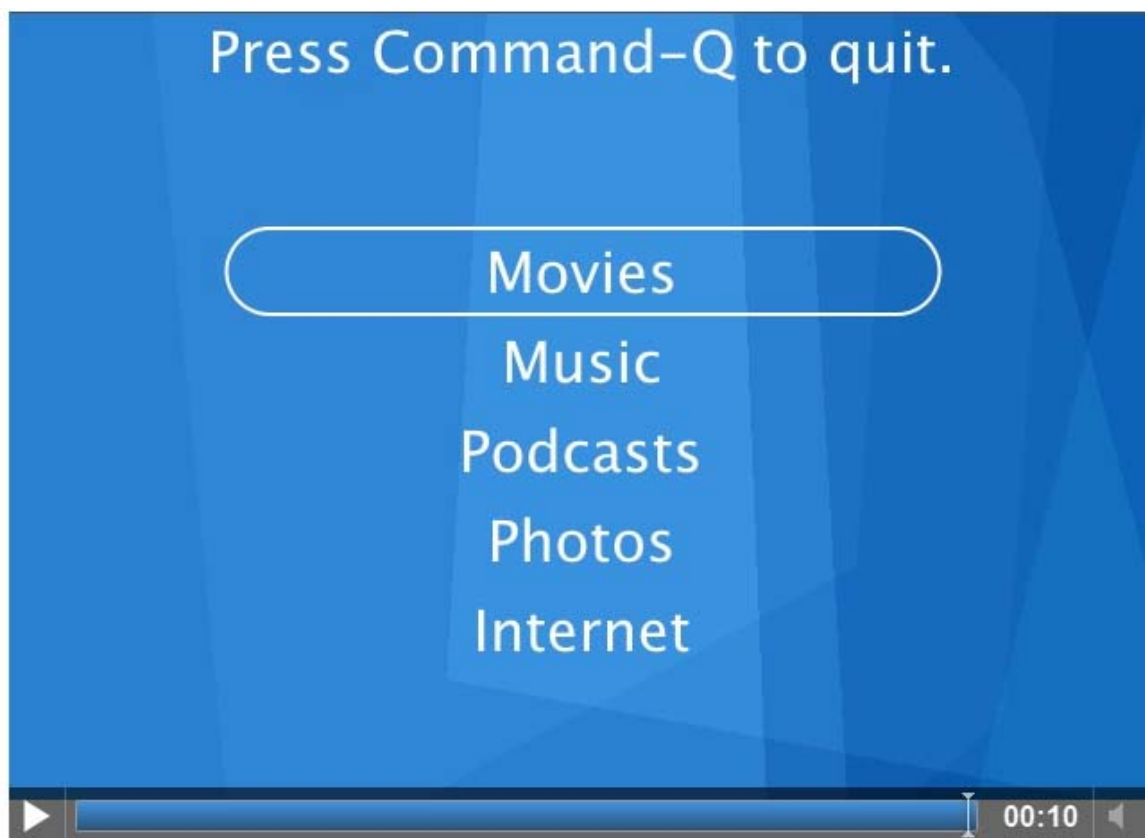 Press Command-Q to quit.
Movies
Music
Podcasts
Photos
Internet
00:10